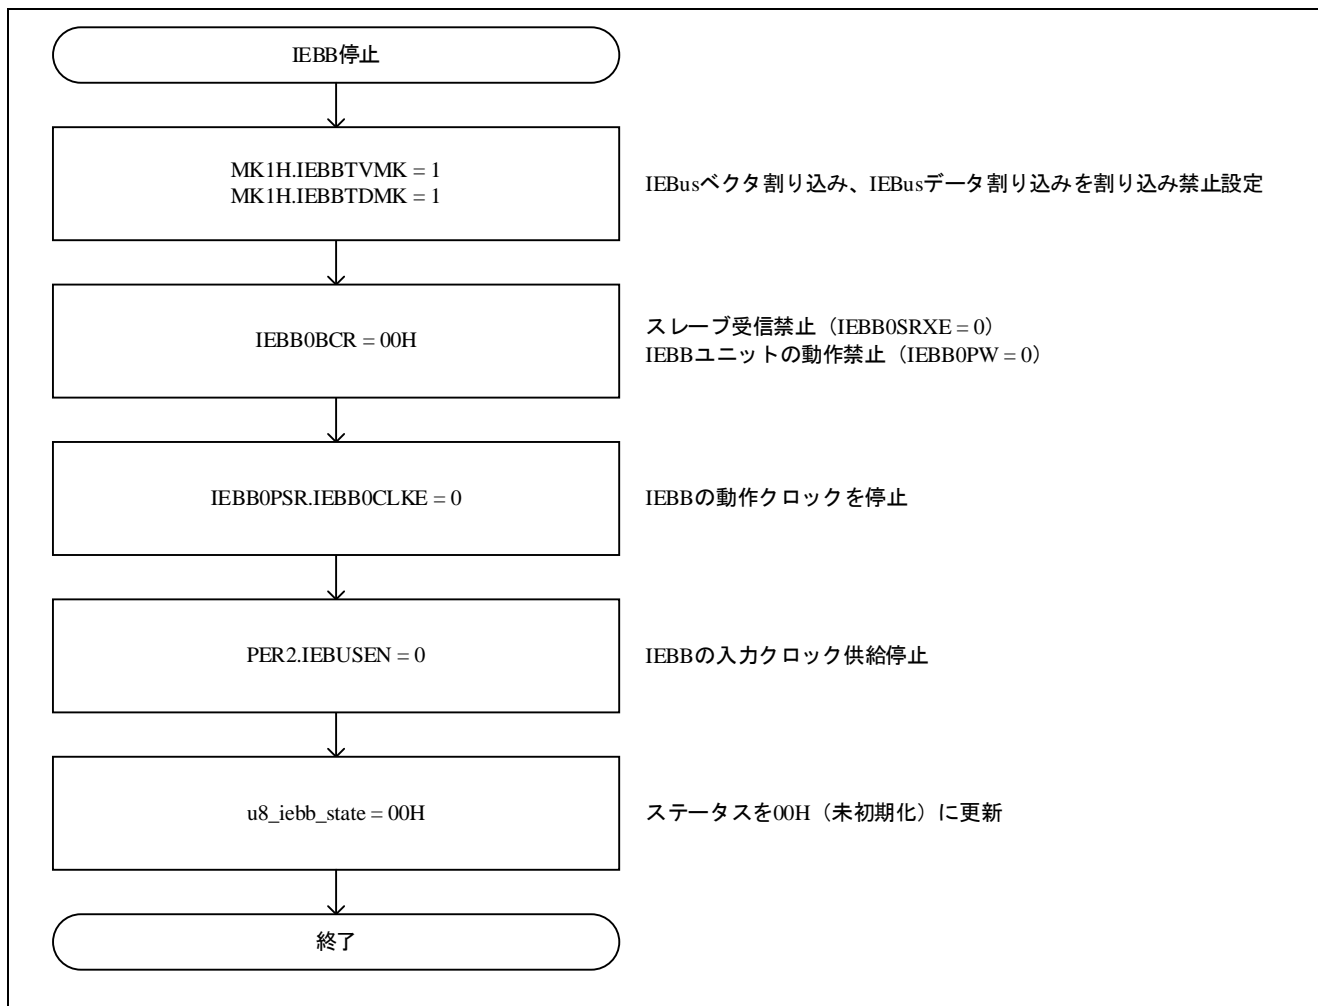 IEBB停止
MK1H.IEBBTVMK = 1
MK1H.IEBBTDMK = 1
IEBusベクタ割り込み、IEBusデータ割り込みを割り込み禁止設定
IEBB0BCR = 00H
スレーブ受信禁止（IEBB0SRXE = 0）
IEBBユニットの動作禁止（IEBB0PW = 0）
IEBB0PSR.IEBB0CLKE = 0
IEBBの動作クロックを停止
PER2.IEBUSEN = 0
IEBBの入力クロック供給停止
u8_iebb_state = 00H
ステータスを00H（未初期化）に更新
終了